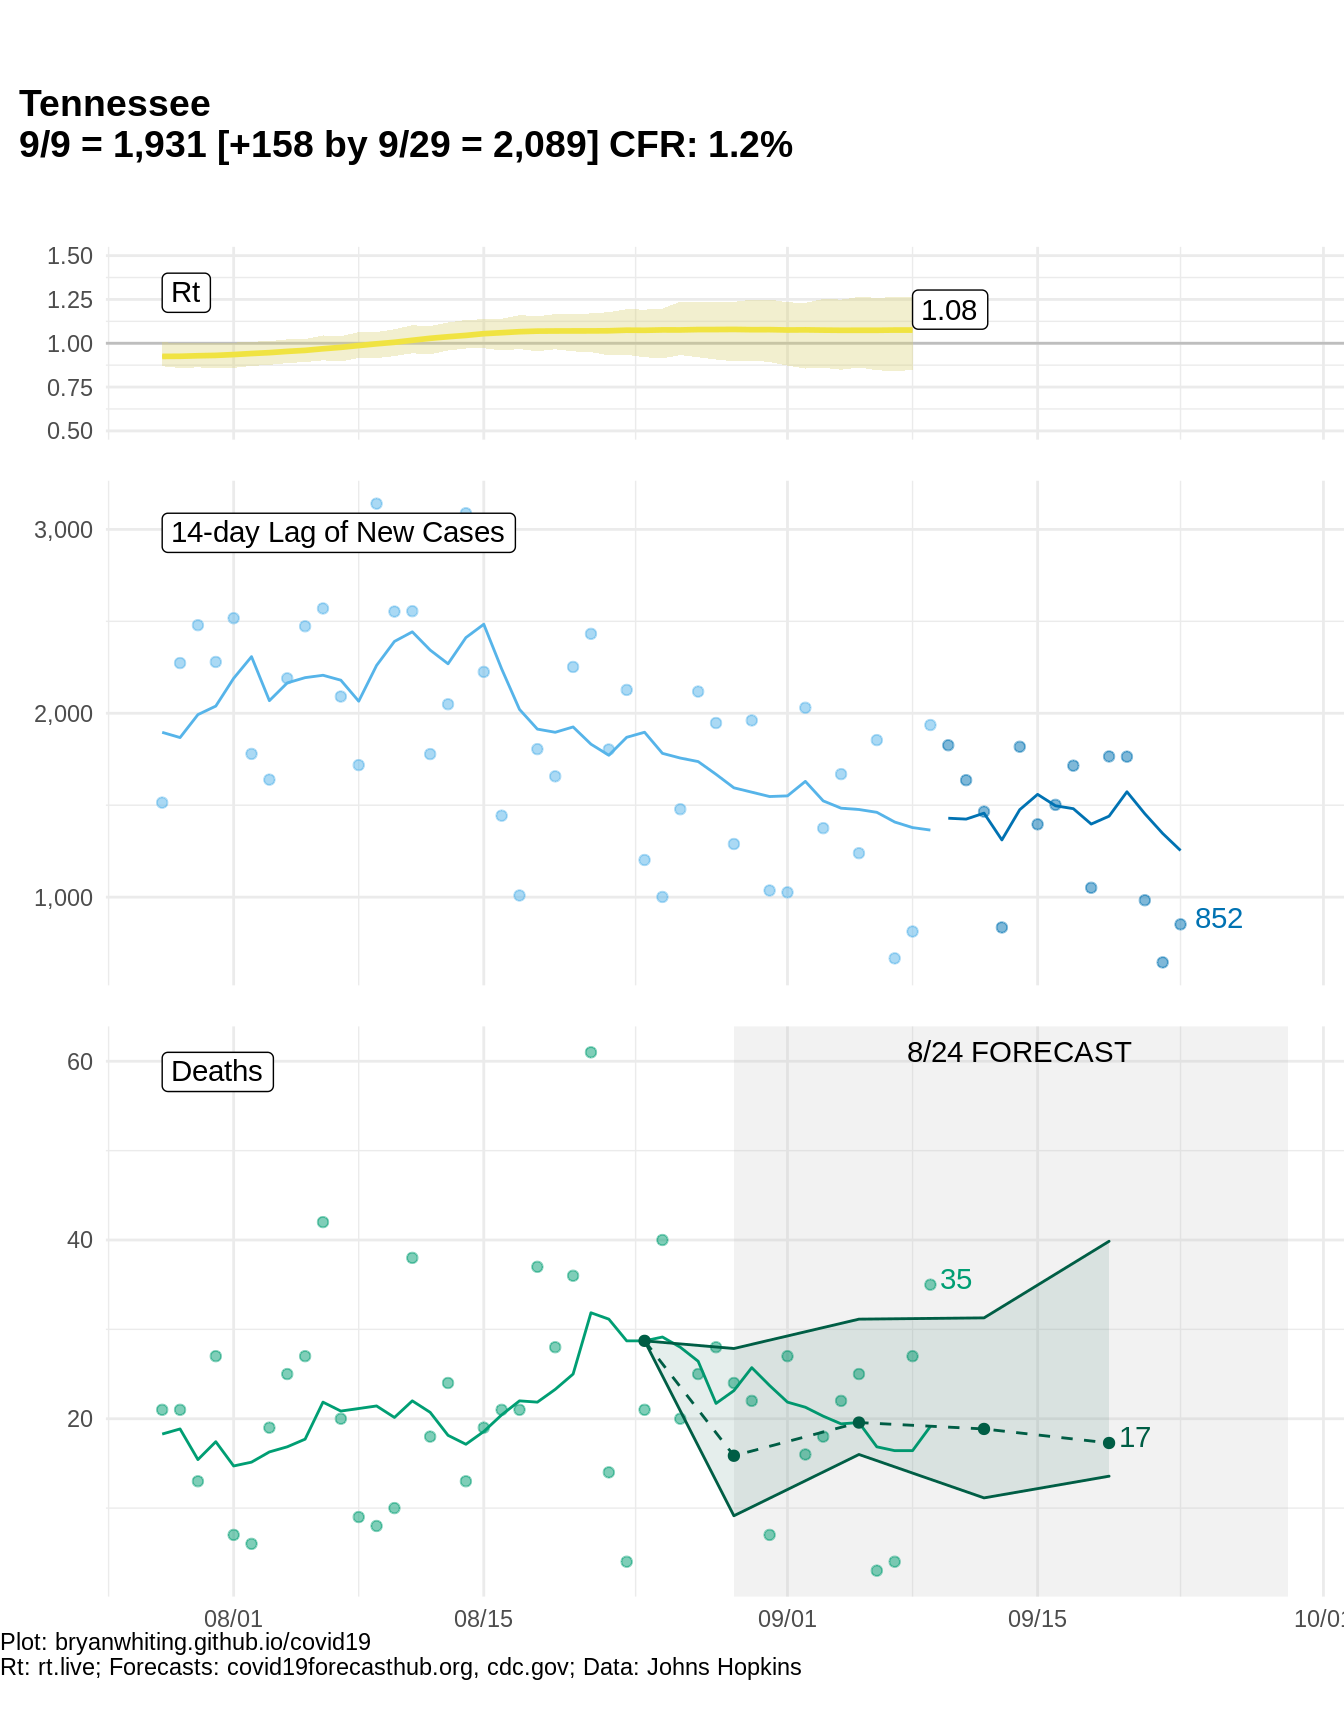 Tennessee
9/9 = 1,931 [+158 by 9/29 = 2,089] CFR: 1.2%
1.50
1.25
1.00
0.75
0.50
Rt
1.08
3,000
2,000
1,000
14-day Lag of New Cases
852
60
40
20
Deaths
8/24 FORECAST
35
17
08/01
08/15
09/01
09/15
10/01
Plot: bryanwhiting.github.io/covid19
Rt: rt.live; Forecasts: covid19forecasthub.org, cdc.gov; Data: Johns Hopkins